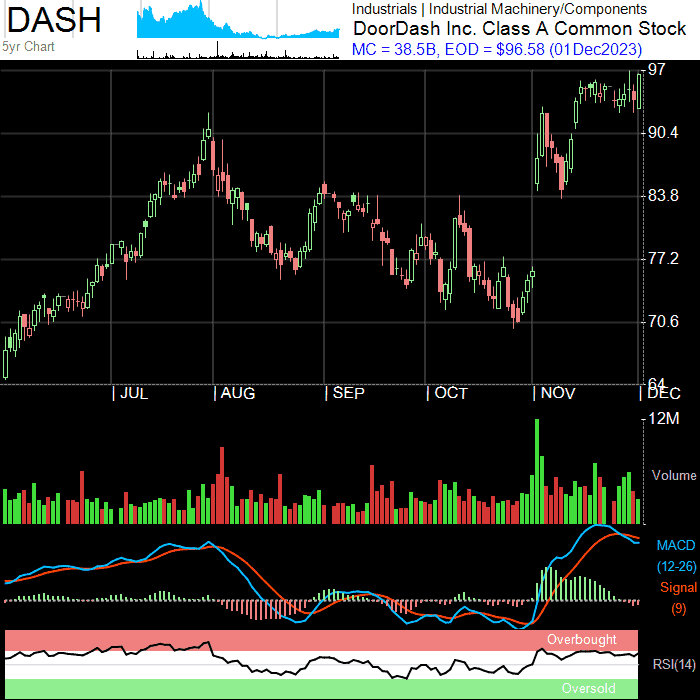 DASH
5yr Chart
Industrials | Industrial Machinery/Components
DoorDash Inc. Class A Common Stock
MC = 38.5B, EOD = $96.58 (01Dec2023)
97
90.4
83.8
77.2
70.6
64
| JUL | AUG | SEP | OCT | NOV | DEC
12M
Volume
MACD
(12-26)
Signal
(9)
Overbought
RSI(14)
Oversold